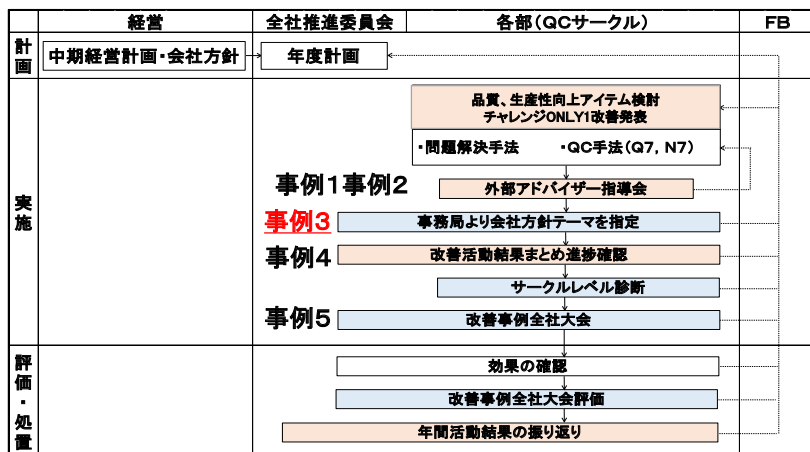 経営
全社推進委員会
各部(QCサークル)
FB
計画
中期経営計画・会社方針
年度計画
実施
品質、生産性向上アイテム検討
チャレンジONLY1改善発表
・問題解決手法 ・QC手法(Q7, N7)
事例1事例2
外部アドバイザー指導会
事例3
事務局より会社方針テーマを指定
事例4
改善活動結果まとめ進捗確認
サークルレベル診断
事例5
改善事例全社大会
評価・処置
効果の確認
改善事例全社大会評価
年間活動結果の振り返り